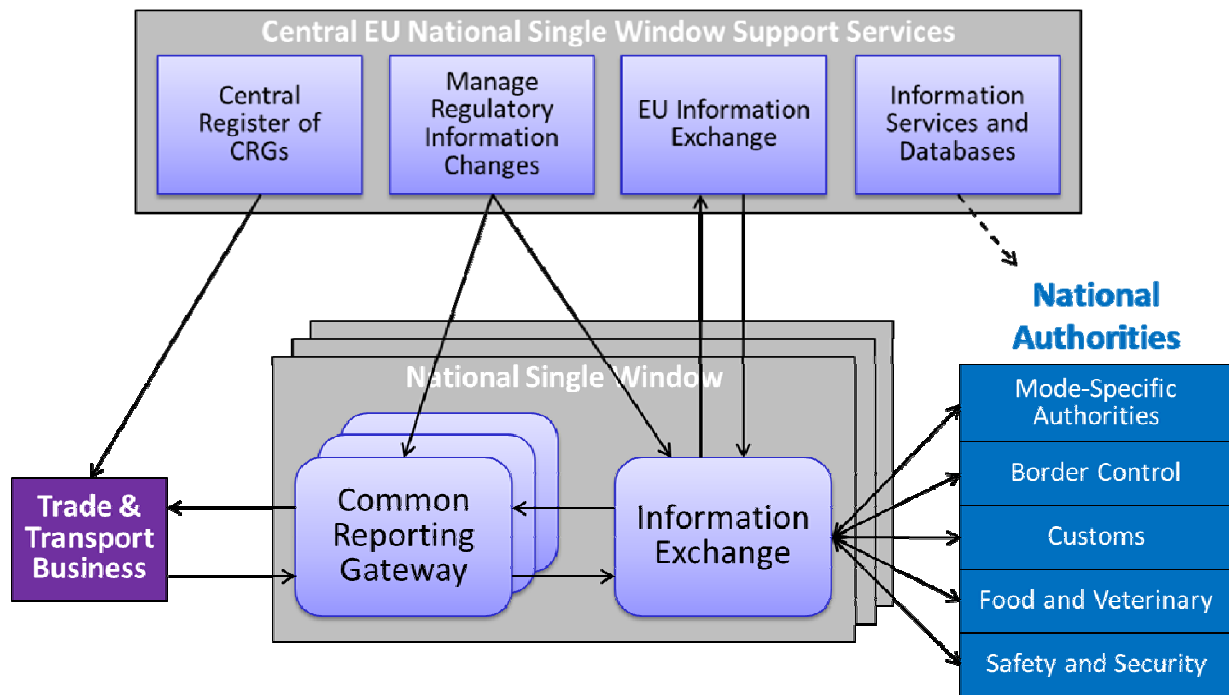 Central EU National Single Window Support Services
Central
Register of
CRGs
Manage
Regulatory
Information
Changes
EU Information
Exchange
Information
Services and
Databases
National
Authorities
National Single Window
Mode-Specific
Authorities
Border Control
Customs
Food and Veterinary
Safety and Security
Trade &
Transport
Business
Common
Reporting
Gateway
Information
Exchange